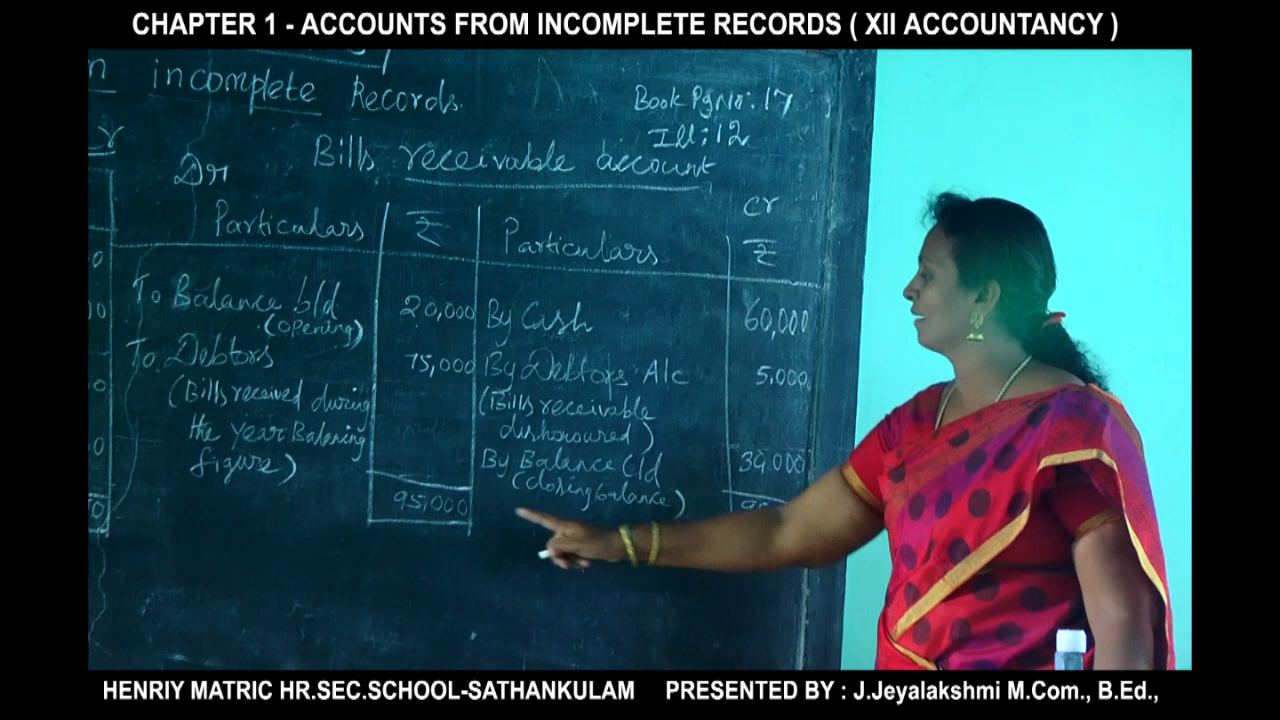 CHAPTER 1 - ACCOUNTS FROM INCOMPLETE RECORDS ( XII ACCOUNTANCY )
n incomplete Records.
Book Pg No: 17
Ill: 12
Bills receivable account
Dr
Cr
Particulars ₹ Particulars ₹
To Balance b/d 20,000 By Cash 60,000
(opening)
To Debtors 75,000 By Debtors A/c 5,000
(Bills received during (Bills receivable
the year Balancing dishonoured)
figure) By Balance c/d 30,000
95,000 (closing balance)
HENRIY MATRIC HR.SEC.SCHOOL-SATHANKULAM PRESENTED BY : J.Jeyalakshmi M.Com., B.Ed.,